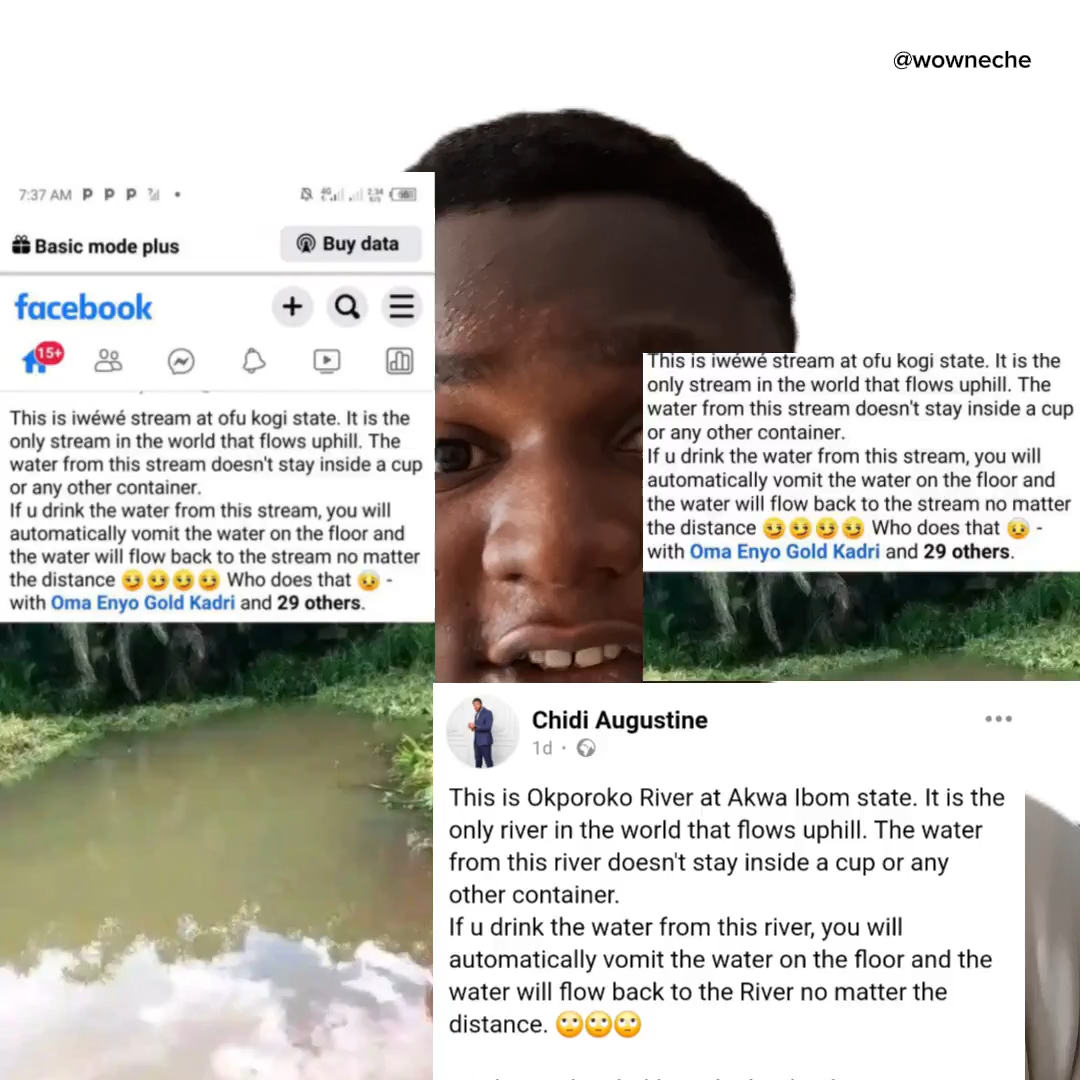 @wowneche
7:37 AM P P P
Basic mode plus
Buy data
facebook
15+
This is iwéwé stream at ofu kogi state. It is the
only stream in the world that flows uphill. The
water from this stream doesn't stay inside a cup
or any other container.
If u drink the water from this stream, you will
automatically vomit the water on the floor and
the water will flow back to the stream no matter
the distance 😏😏😏😏 Who does that 🤕 -
with Oma Enyo Gold Kadri and 29 others.
This is iwéwé stream at ofu kogi state. It is the
only stream in the world that flows uphill. The
water from this stream doesn't stay inside a cup
or any other container.
If u drink the water from this stream, you will
automatically vomit the water on the floor and
the water will flow back to the stream no matter
the distance 😏😏😏😏 Who does that 🤕 -
with Oma Enyo Gold Kadri and 29 others.
Chidi Augustine
1d ·
This is Okporoko River at Akwa Ibom state. It is the
only river in the world that flows uphill. The water
from this river doesn't stay inside a cup or any
other container.
If u drink the water from this river, you will
automatically vomit the water on the floor and the
water will flow back to the River no matter the
distance. 🙄🙄🙄